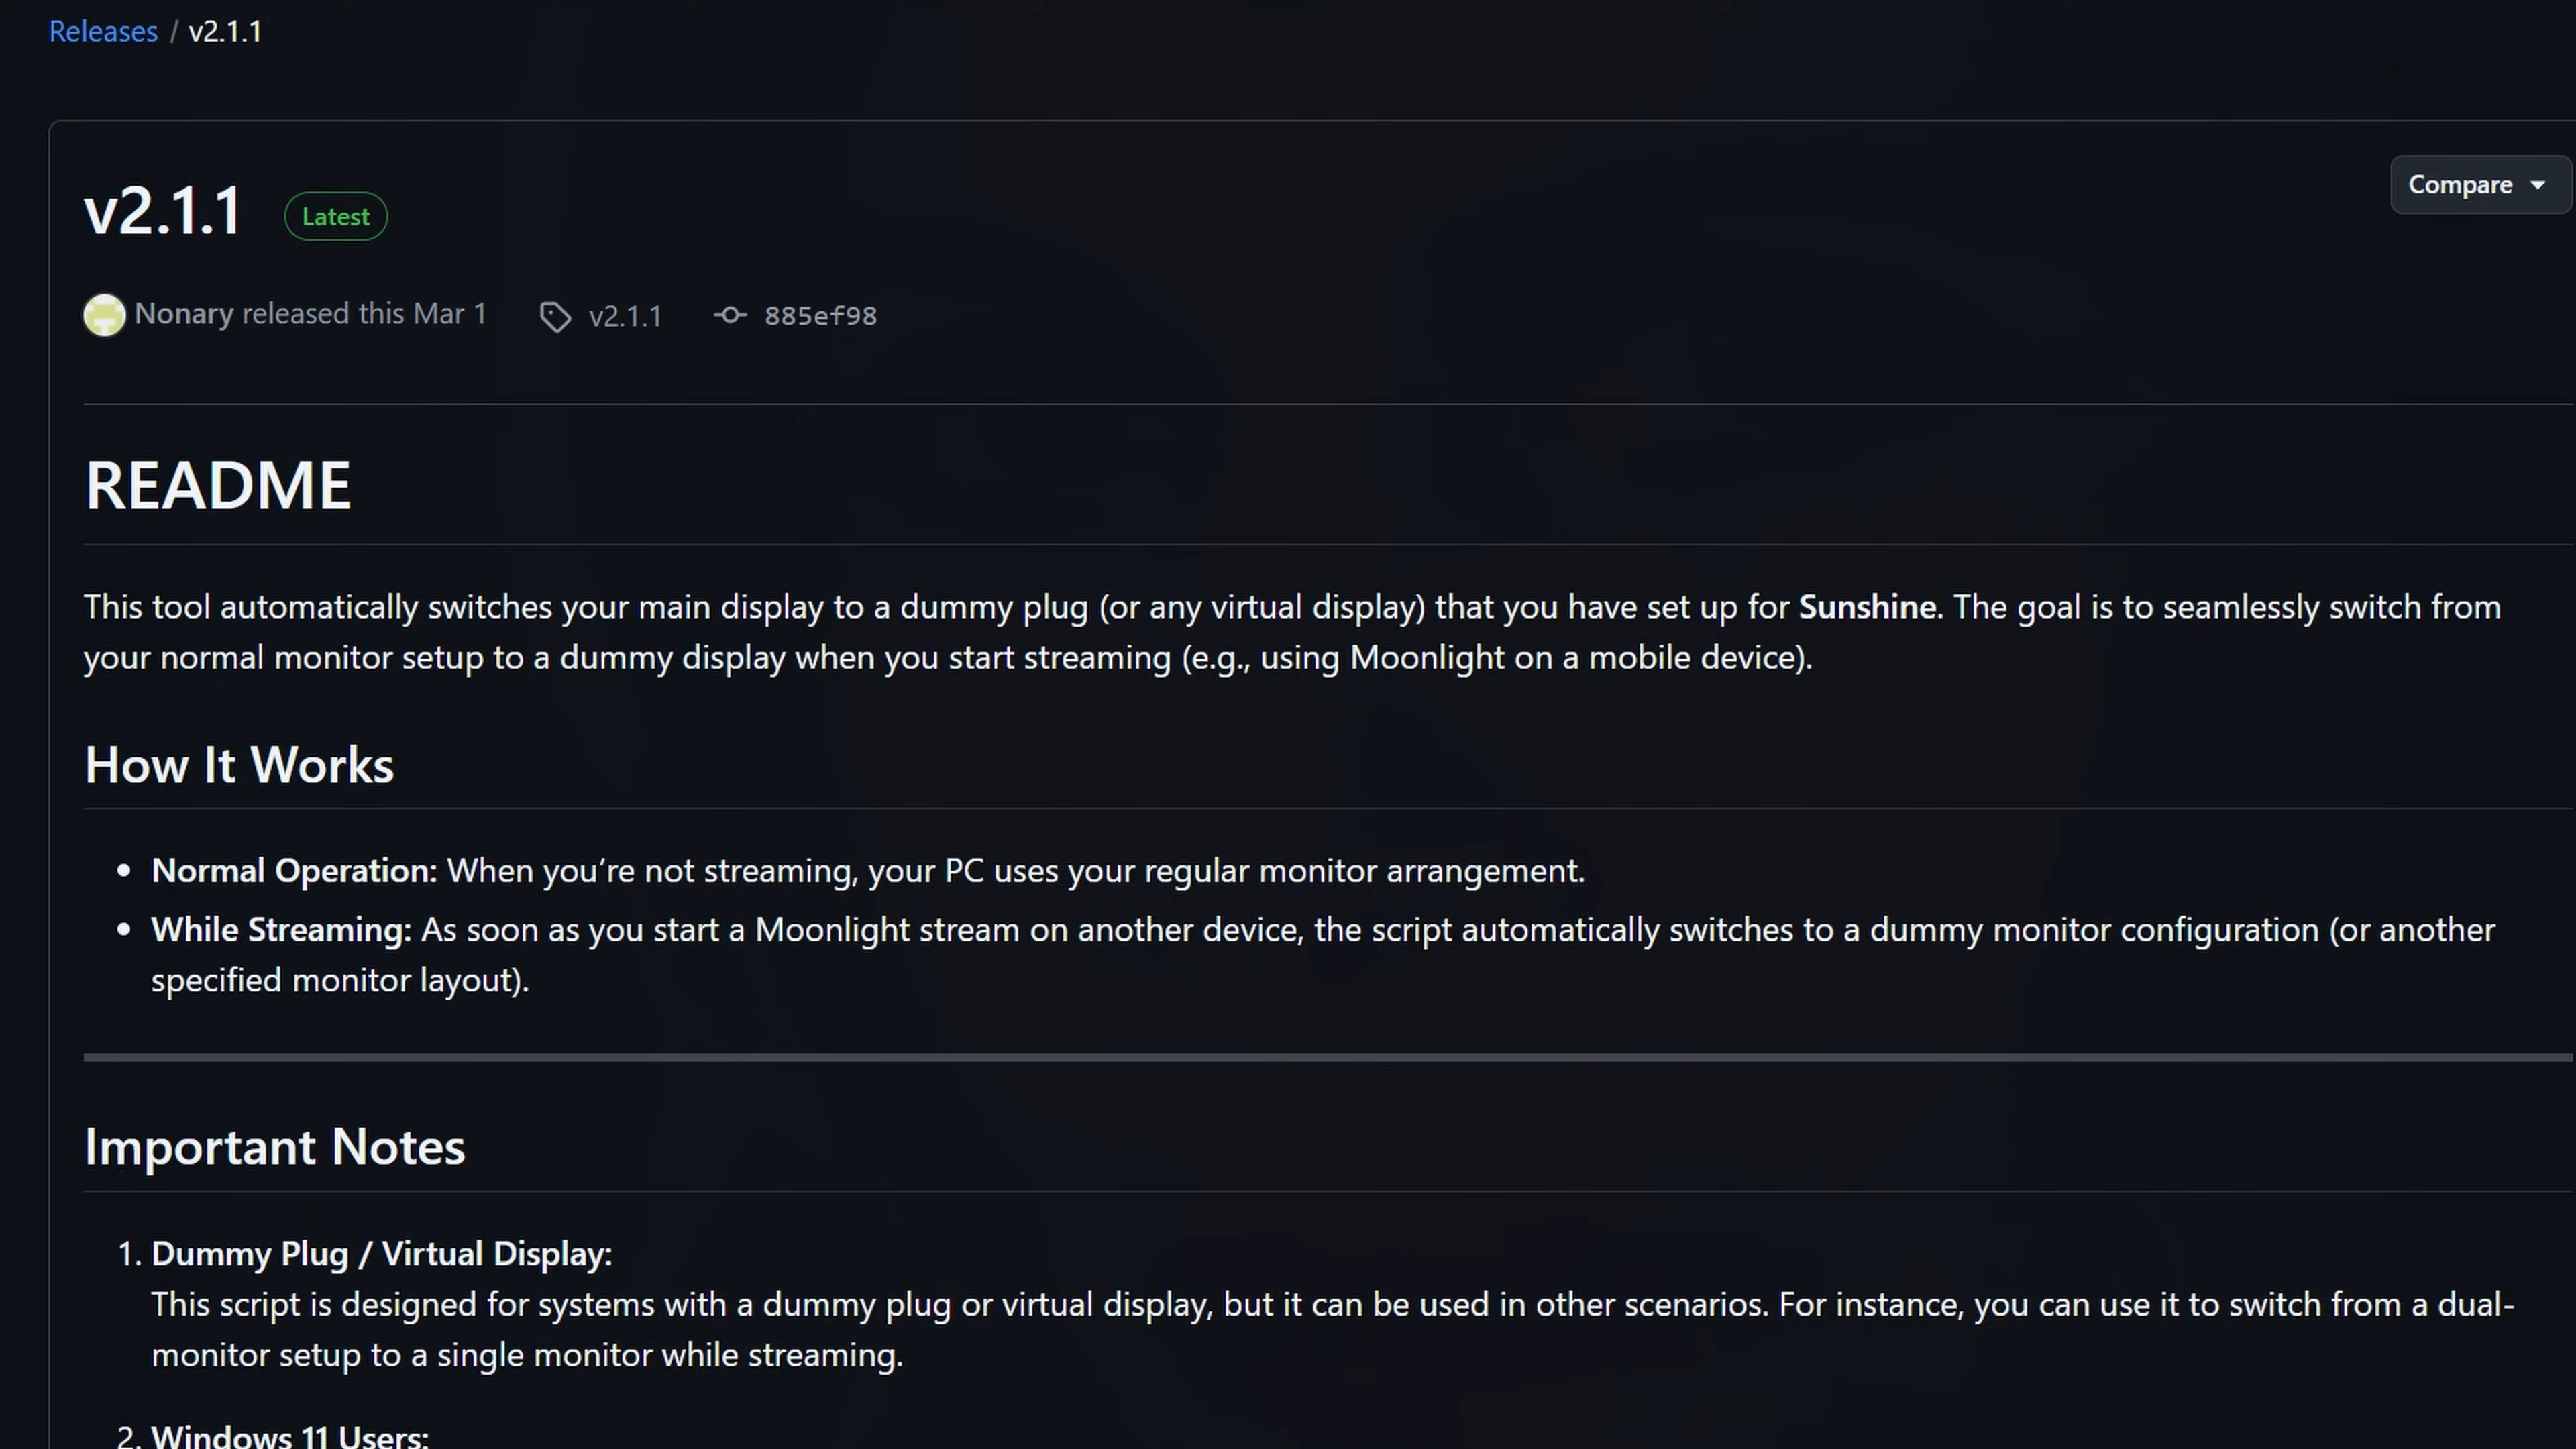 Releases / v2.1.1
Compare
v2.1.1 Latest
Nonary released this Mar 1 v2.1.1 885ef98
README
This tool automatically switches your main display to a dummy plug (or any virtual display) that you have set up for Sunshine. The goal is to seamlessly switch from
your normal monitor setup to a dummy display when you start streaming (e.g., using Moonlight on a mobile device).
How It Works
• Normal Operation: When you’re not streaming, your PC uses your regular monitor arrangement.
• While Streaming: As soon as you start a Moonlight stream on another device, the script automatically switches to a dummy monitor configuration (or another
specified monitor layout).
Important Notes
1. Dummy Plug / Virtual Display:
This script is designed for systems with a dummy plug or virtual display, but it can be used in other scenarios. For instance, you can use it to switch from a dual-
monitor setup to a single monitor while streaming.
2. Windows 11 Users: